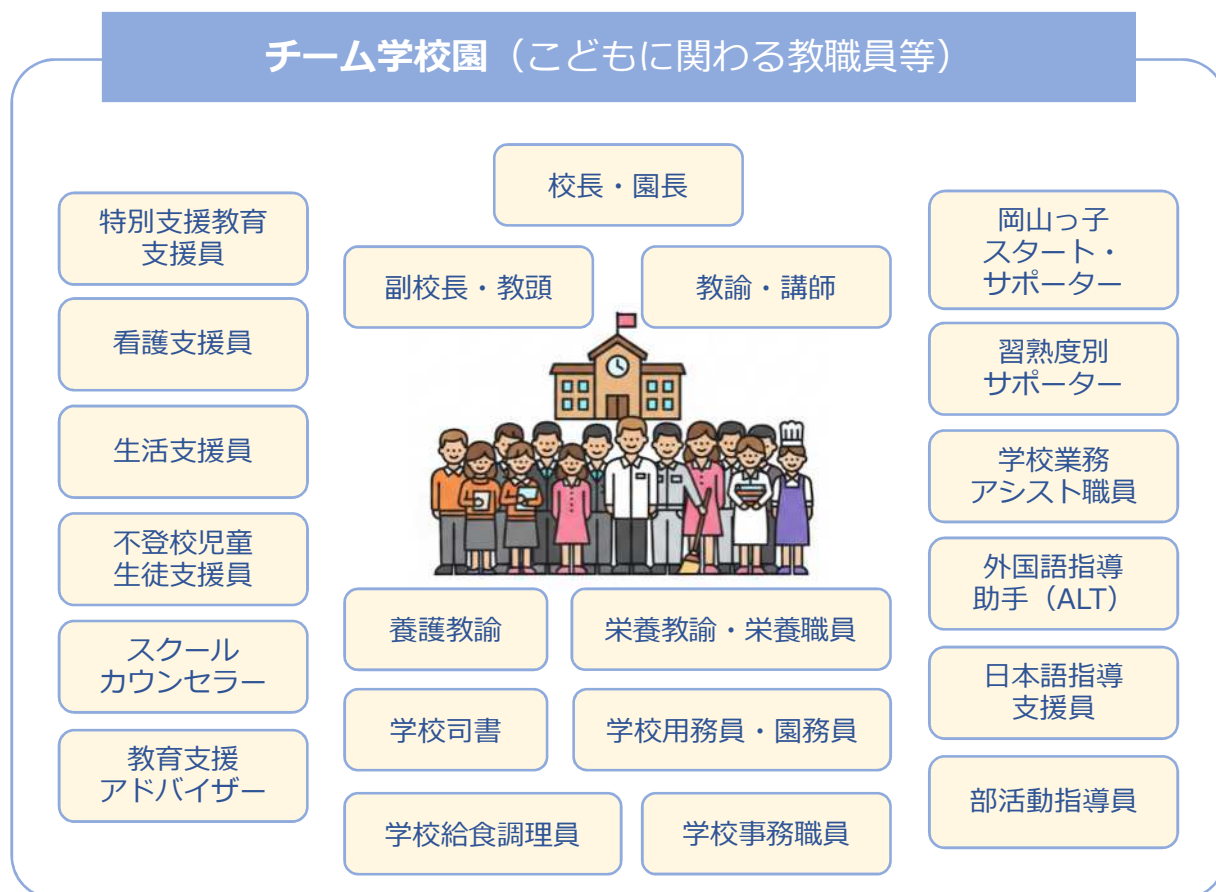 チーム学校園（こどもに関わる教職員等）
校長・園長
副校長・教頭
教諭・講師
特別支援教育
支援員
看護支援員
生活支援員
不登校児童
生徒支援員
スクール
カウンセラー
教育支援
アドバイザー
養護教諭
栄養教諭・栄養職員
学校司書
学校用務員・園務員
学校給食調理員
学校事務職員
岡山っ子
スタート・
サポーター
習熟度別
サポーター
学校業務
アシスト職員
外国語指導
助手（ALT）
日本語指導
支援員
部活動指導員